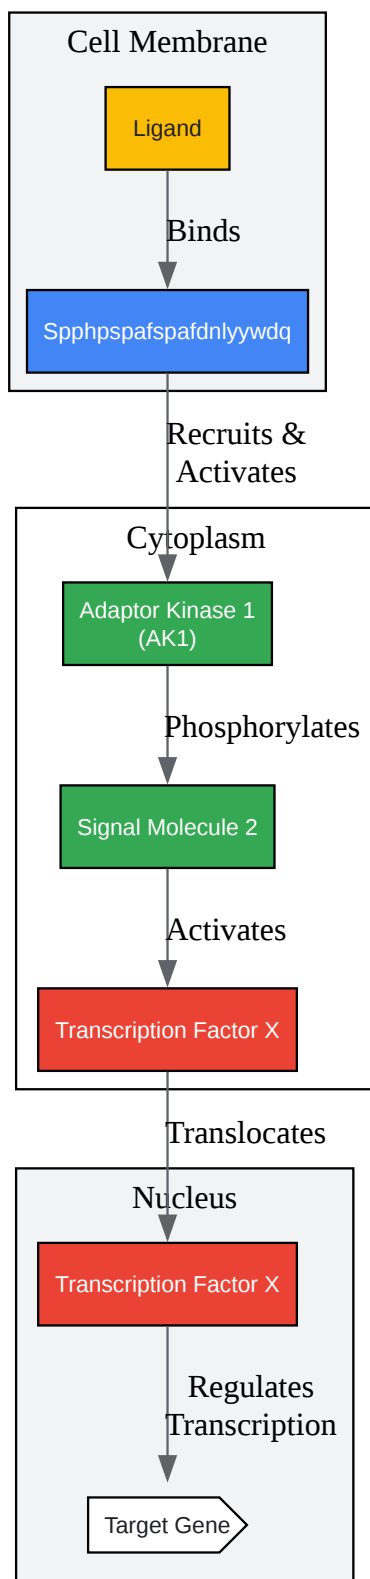 Cell Membrane
Ligand
Binds
Spphpspafspafdnlyywdq
Recruits &
Activates
Cytoplasm
Adaptor Kinase 1
(AK1)
Phosphorylates
Signal Molecule 2
Activates
Transcription Factor X
Translocates
Nucleus
Transcription Factor X
Regulates
Transcription
Target Gene